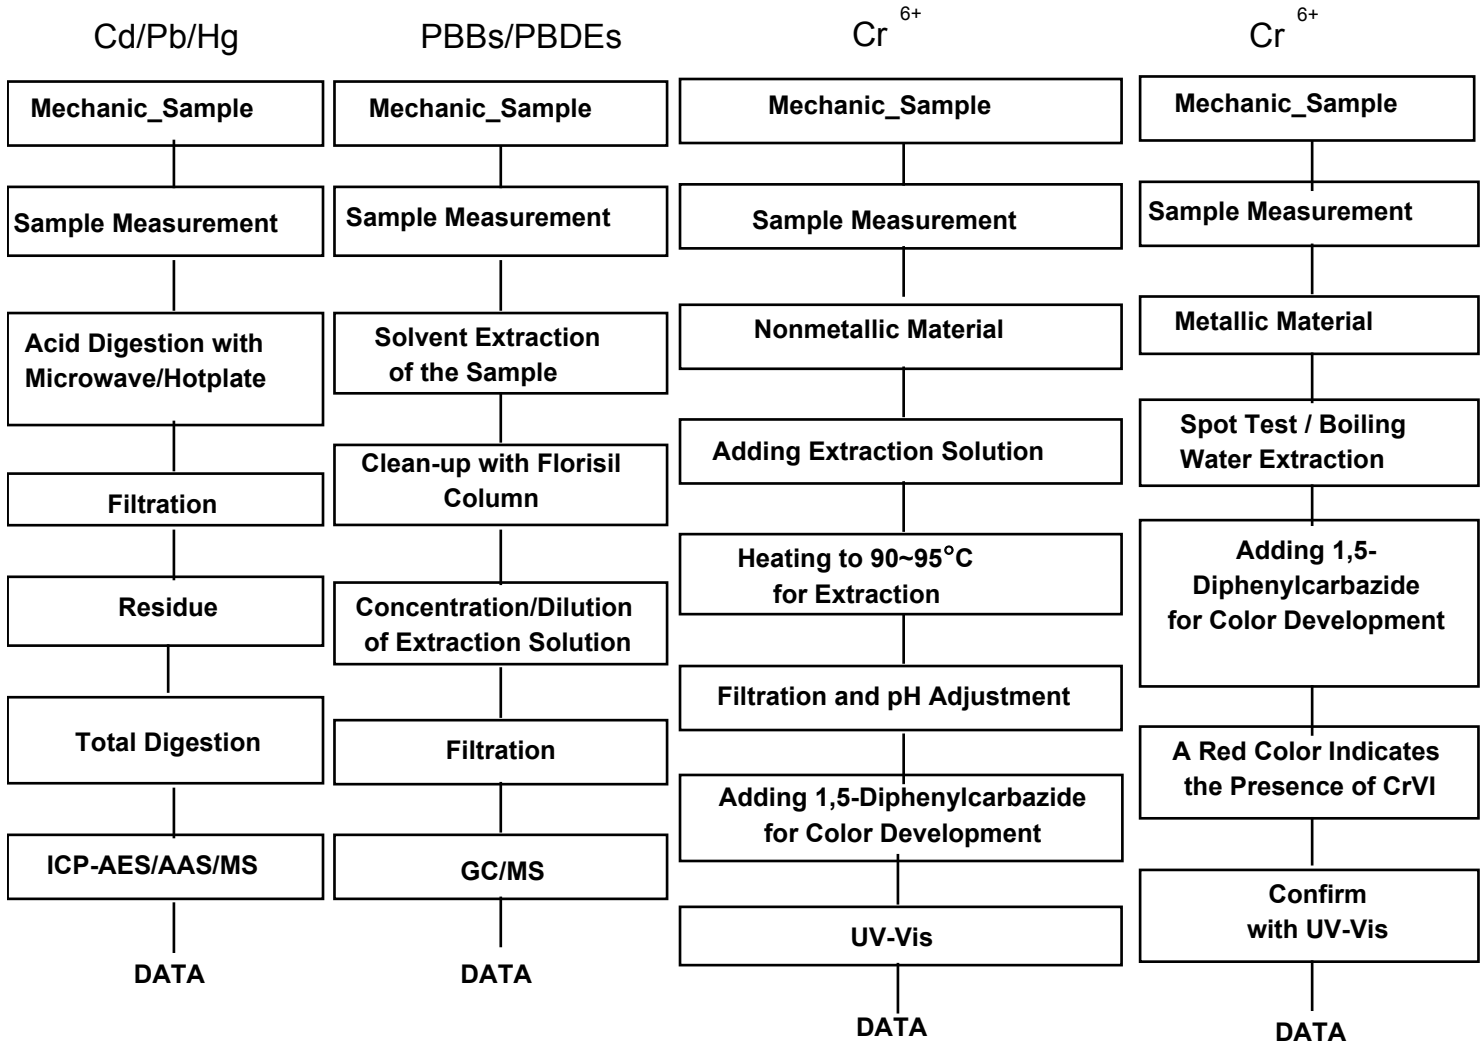 Cd/Pb/Hg
Mechanic_Sample
Sample Measurement
Acid Digestion with
Microwave/Hotplate
Filtration
Residue
Total Digestion
ICP-AES/AAS/MS
DATA
PBBs/PBDEs
Mechanic_Sample
Sample Measurement
Solvent Extraction
of the Sample
Clean-up with Florisil
Column
Concentration/Dilution
of Extraction Solution
Filtration
GC/MS
DATA
Cr 6+
Mechanic_Sample
Sample Measurement
Nonmetallic Material
Adding Extraction Solution
Heating to 90~95°C
for Extraction
Filtration and pH Adjustment
Adding 1,5-Diphenylcarbazide
for Color Development
UV-Vis
DATA
Cr 6+
Mechanic_Sample
Sample Measurement
Metallic Material
Spot Test / Boiling
Water Extraction
Adding 1,5-
Diphenylcarbazide
for Color Development
A Red Color Indicates
the Presence of CrVI
Confirm
with UV-Vis
DATA